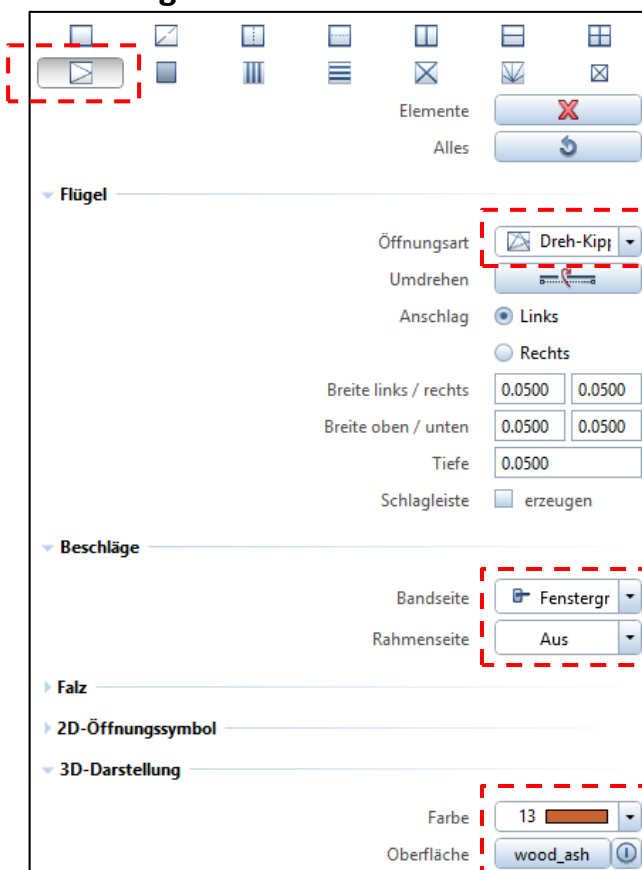 Elemente
Alles
Flügel
Öffnungsart Dreh-Kip
Umdrehen
Anschlag Links
Rechts
Breite links / rechts 0.0500 0.0500
Breite oben / unten 0.0500 0.0500
Tiefe 0.0500
Schlagleiste erzeugen
Beschläge
Bandseite Fenstergr
Rahmenseite Aus
Falz
2D-Öffnungssymbol
3D-Darstellung
Farbe 13
Oberfläche wood_ash